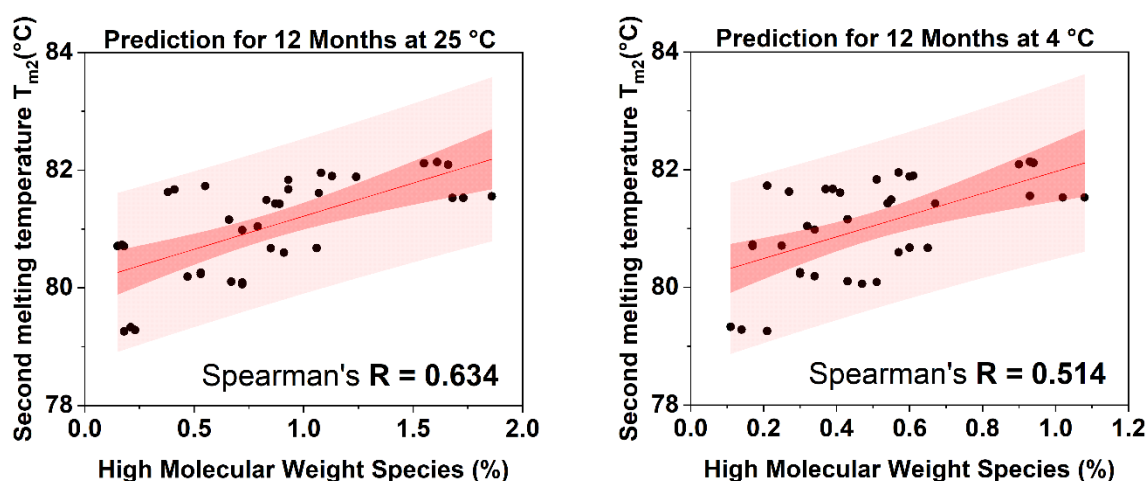 Prediction for 12 Months at 25 °C
Second melting temperature Tm2(°C)
84
82
80
78
Spearman's R = 0.634
0.0 0.5 1.0 1.5 2.0
High Molecular Weight Species (%)
Prediction for 12 Months at 4 °C
Second melting temperature Tm2(°C)
84
82
80
78
Spearman's R = 0.514
0.0 0.2 0.4 0.6 0.8 1.0 1.2
High Molecular Weight Species (%)